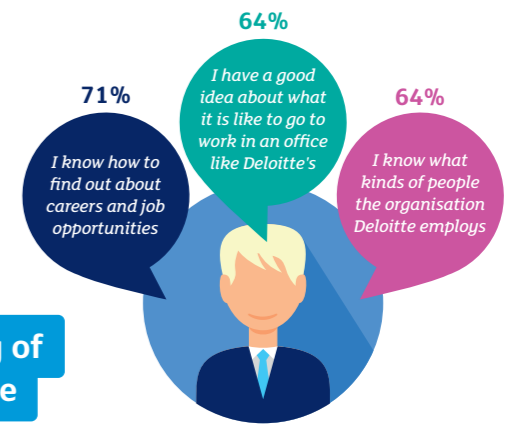 64%
I have a good
idea about what
it is like to go to
work in an office
like Deloitte's
71%
I know how to
find out about
careers and job
opportunities
64%
I know what
kinds of people
the organisation
Deloitte employs
of
e